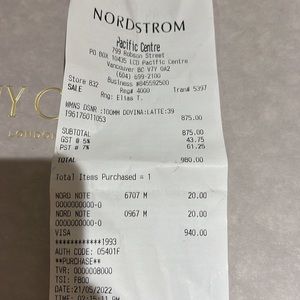 NORDSTROM
Pacific Centre
799 Robson Street
PO BOX 10435 LCD Pacific Centre
Vancouver BC V7Y 0A2
(604) 699-2100
Store 832 Business #845592500
SALE Reg# 4000 Tran# 5397
Rng: Elias T.
WMNS DSNR :100MM DDVINA:LATTE:39
196176011053 875.00
SUBTOTAL 875.00
GST @ 5% 43.75
PST @ 7% 61.25
TOTAL 980.00
Total Items Purchased = 1
NORD NOTE 6707 M 20.00
0000000000-0
NORD NOTE 0967 M 20.00
0000000000-0
VISA 940.00
************1993
AUTH CODE: 05401F
**PURCHASE**
TVR: 0000008000
TSI: F800
DATE:21/05/2022
LONDON